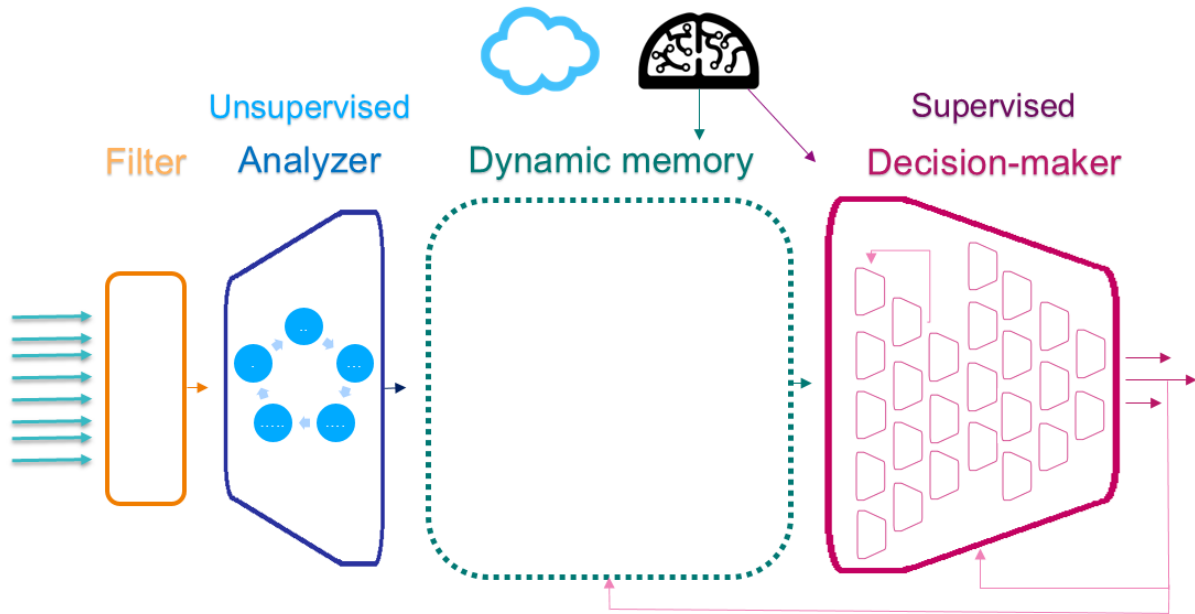 Unsupervised
Supervised
Filter
Analyzer
Dynamic memory
Decision-maker
..
.
...
.....
....